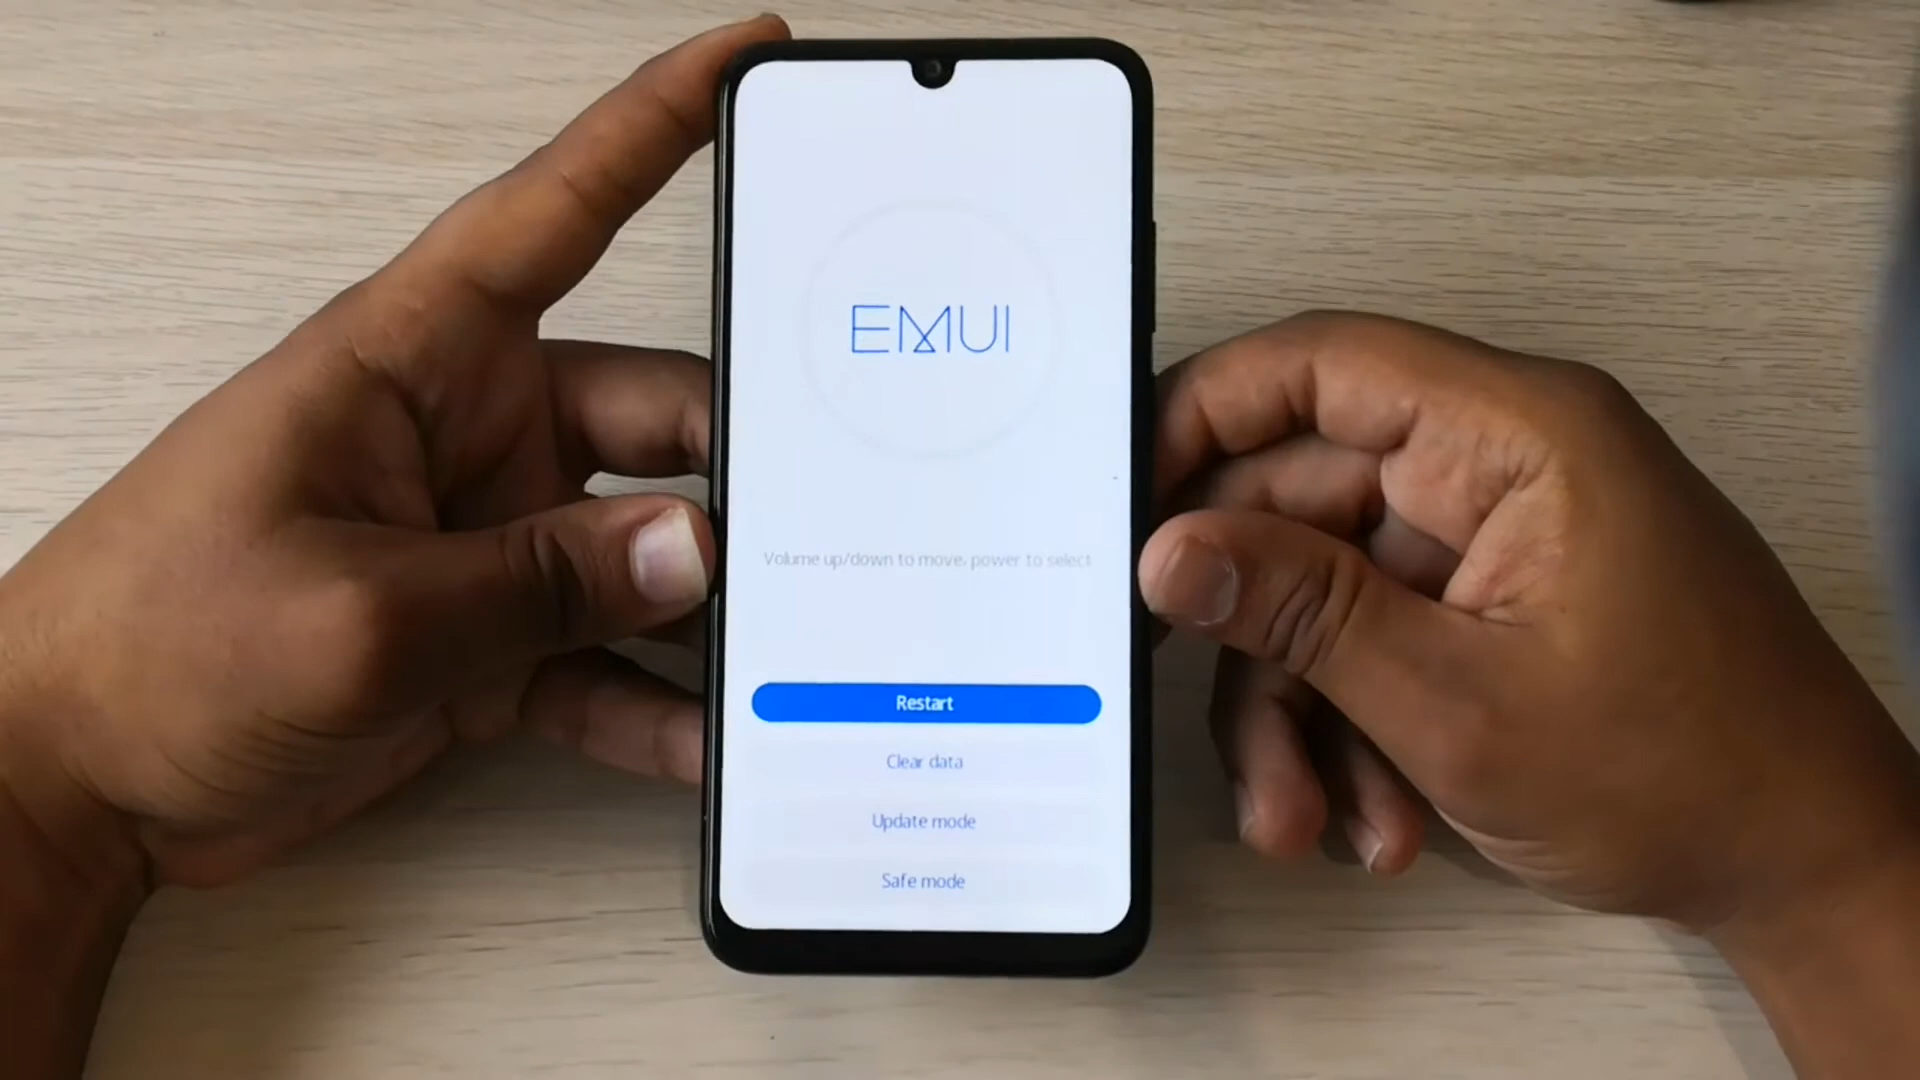 EMUI
Volume up/down to move, power to select
Restart
Clear data
Update mode
Safe mode